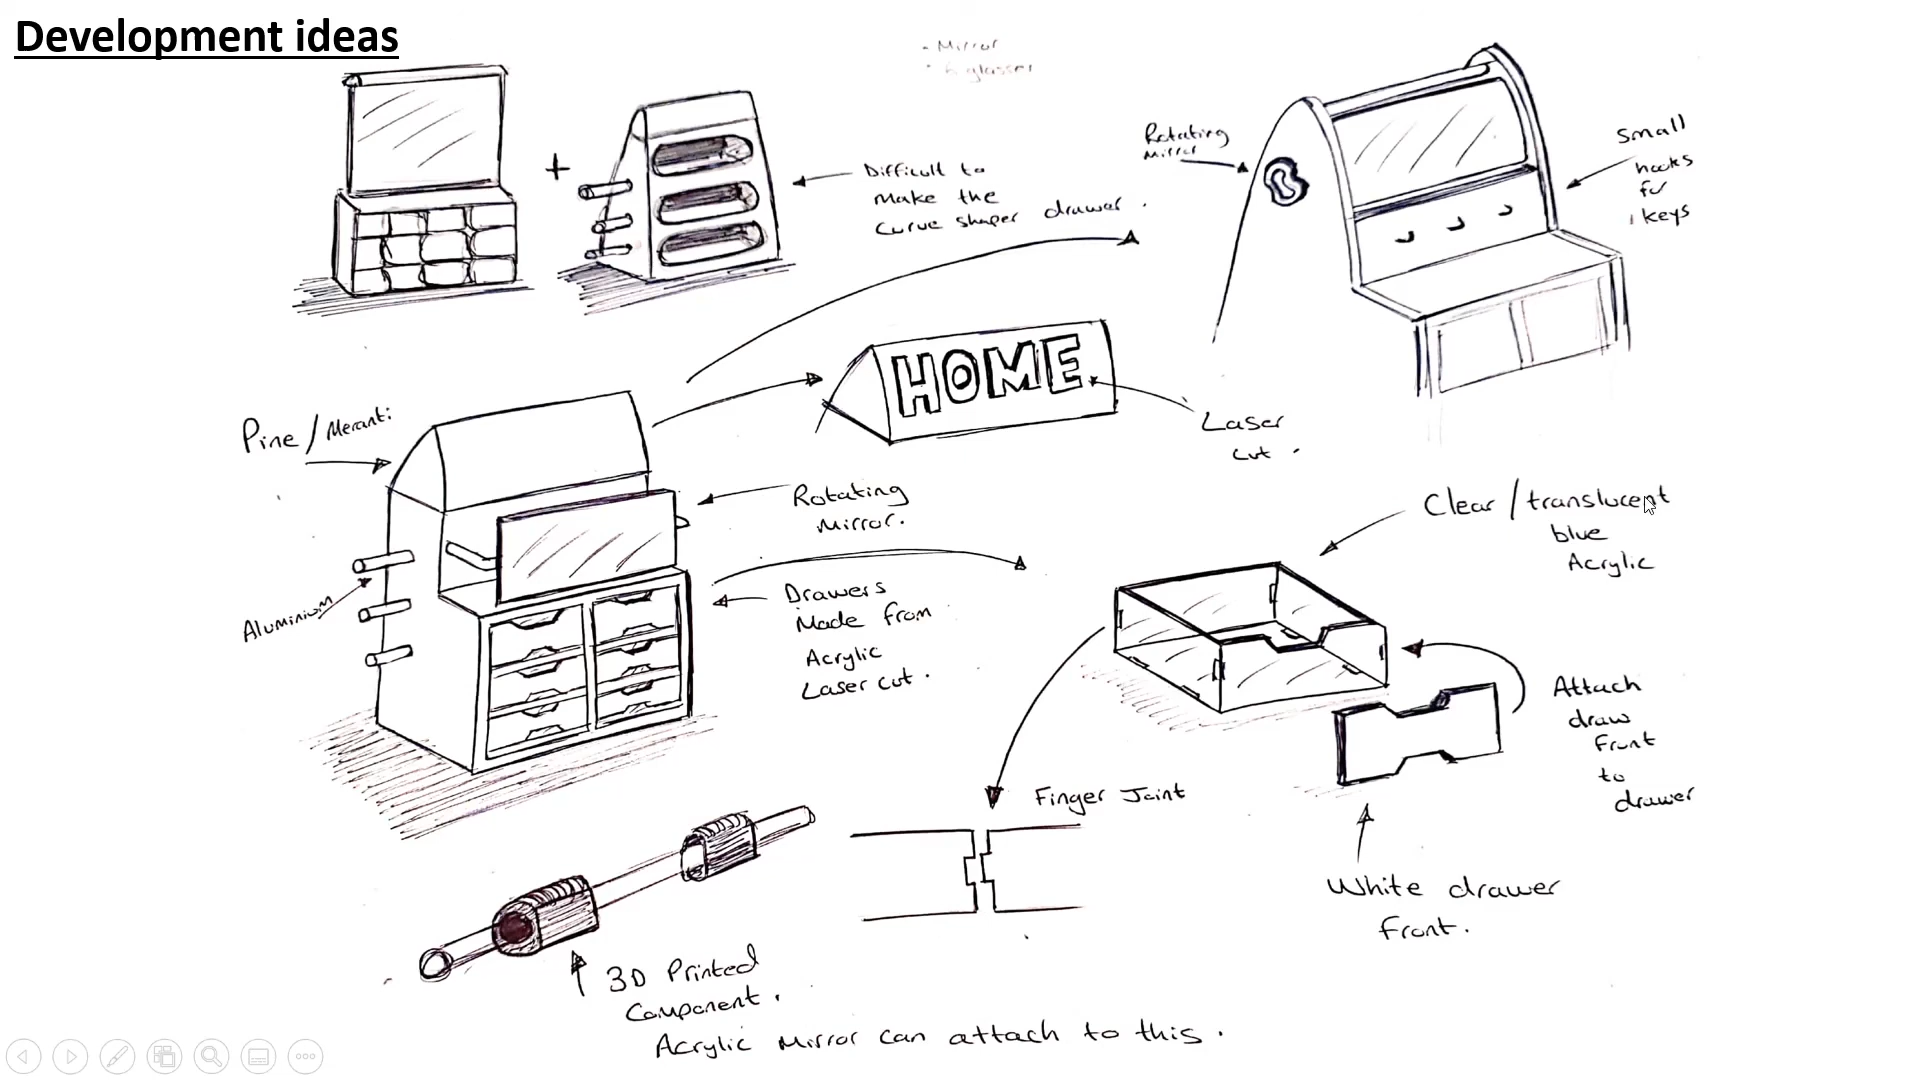 Development ideas
- Mirror
glasses
Difficult to
make the
curve shaper drawer.
Rotating
Mirror
Small
hooks
for
keys
HOME
Laser
cut.
Pine / Meranti
Rotating
Mirror.
Aluminium
Drawers
Made from
Acrylic
Laser cut.
Clear / translucent
blue
Acrylic
Attach
draw
Front
to
drawer
Finger Joint
White drawer
front.
3D Printed
Component.
Acrylic Mirror can attach to this.